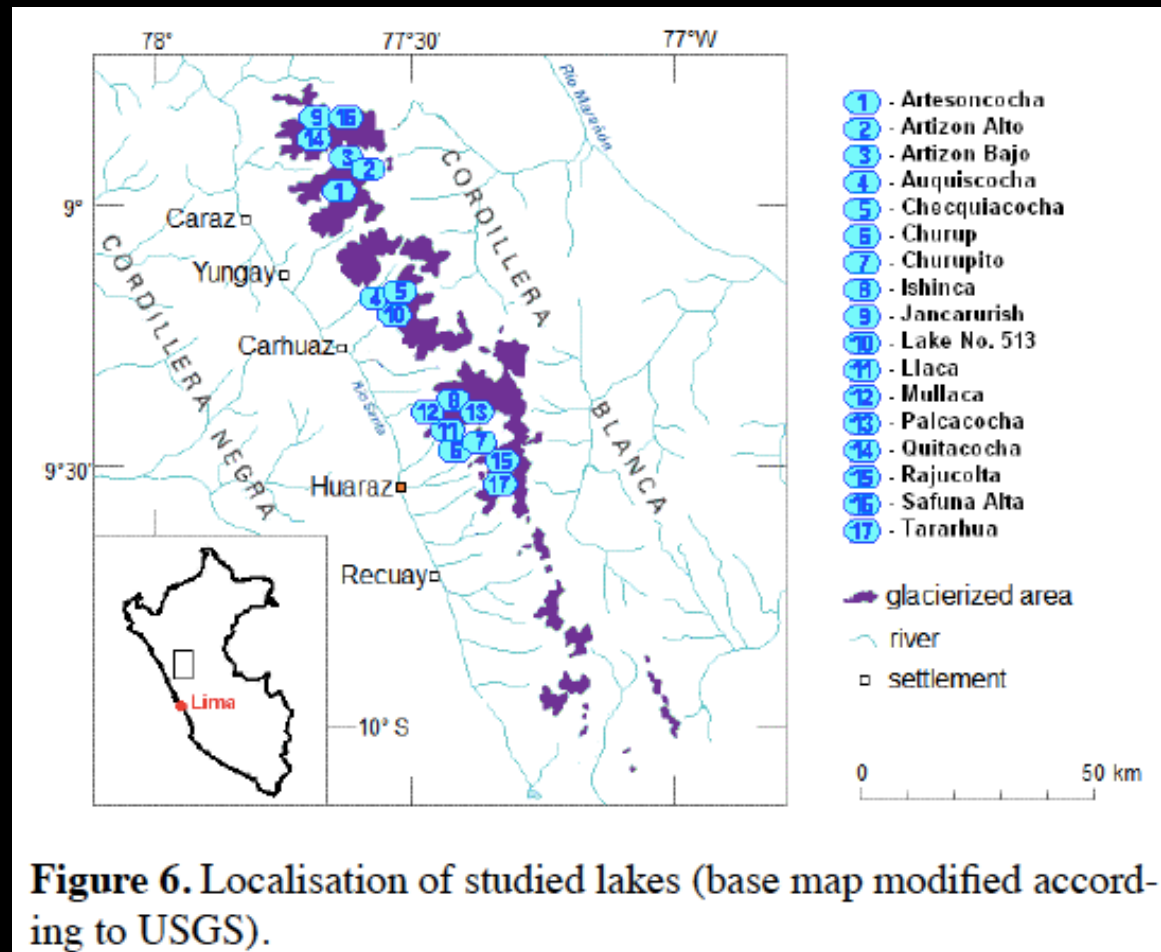 78° 77°30' 77°W
Rio Marañón
9°
9°30'
10° S
CORDILLERA NEGRA
CORDILLERA BLANCA
Caraz
Yungay
Carhuaz
Rio Santa
Huaraz
Recuay
9 16
14
3
2
1
4 5
10
8
12 13
11
6 7
15
17
Lima
1 - Artesoncocha
2 - Artizon Alto
3 - Artizon Bajo
4 - Auquiscocha
5 - Checquiacocha
6 - Churup
7 - Churupito
8 - Ishinca
9 - Jancarurish
10 - Lake No. 513
11 - Llaca
12 - Mullaca
13 - Palcacocha
14 - Quitacocha
15 - Rajucolta
16 - Safuna Alta
17 - Tararhua
glacierized area
river
settlement
0 50 km
Figure 6. Localisation of studied lakes (base map modified accord-
ing to USGS).